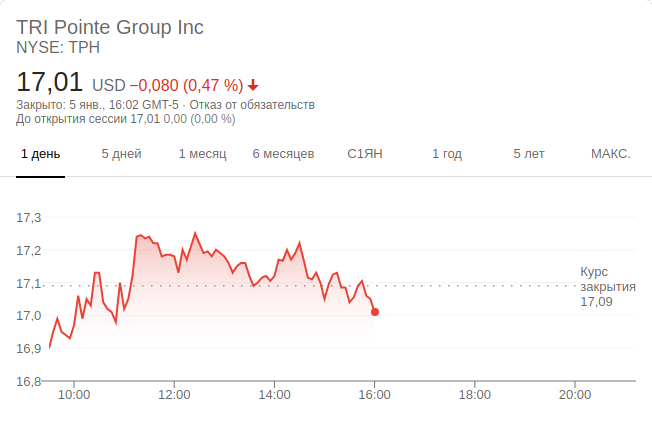 TRI Pointe Group Inc
NYSE: TPH
17,01 USD −0,080 (0,47 %)
Закрыто: 5 янв., 16:02 GMT-5 · Отказ от обязательств
До открытия сессии 17,01 0,00 (0,00 %)
1 день 5 дней 1 месяц 6 месяцев С1ЯН 1 год 5 лет МАКС.
17,3
17,2
17,1
17,0
16,9
16,8
Курс
закрытия
17,09
10:00 12:00 14:00 16:00 18:00 20:00